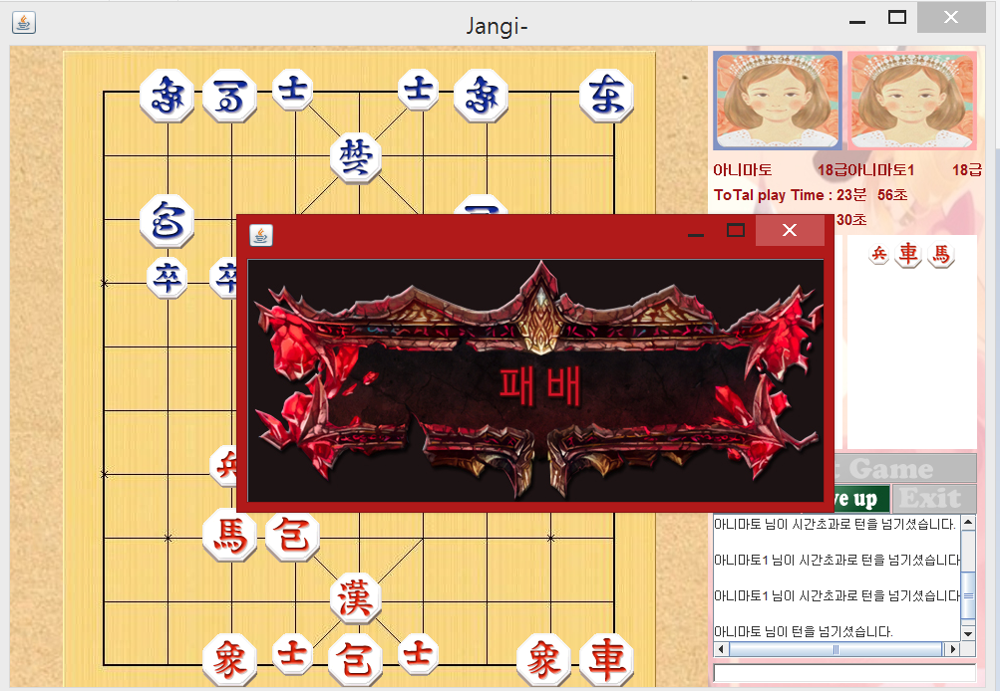 Jangi-
象 馬 士 士 象 車
楚
包
卒 卒
패 배
兵
馬 包
漢
象 士 包 士 象 車
아니마토 18급아니마토1 18급
ToTal play Time : 23분 56초
30초
兵 車 馬
t Game
ve up Exit
아니마토 님이 시간초과로 턴을 넘기셨습니다.
아니마토1 님이 시간초과로 턴을 넘기셨습니다
아니마토1 님이 시간초과로 턴을 넘기셨습니다
아니마토 님이 턴을 넘기셨습니다.